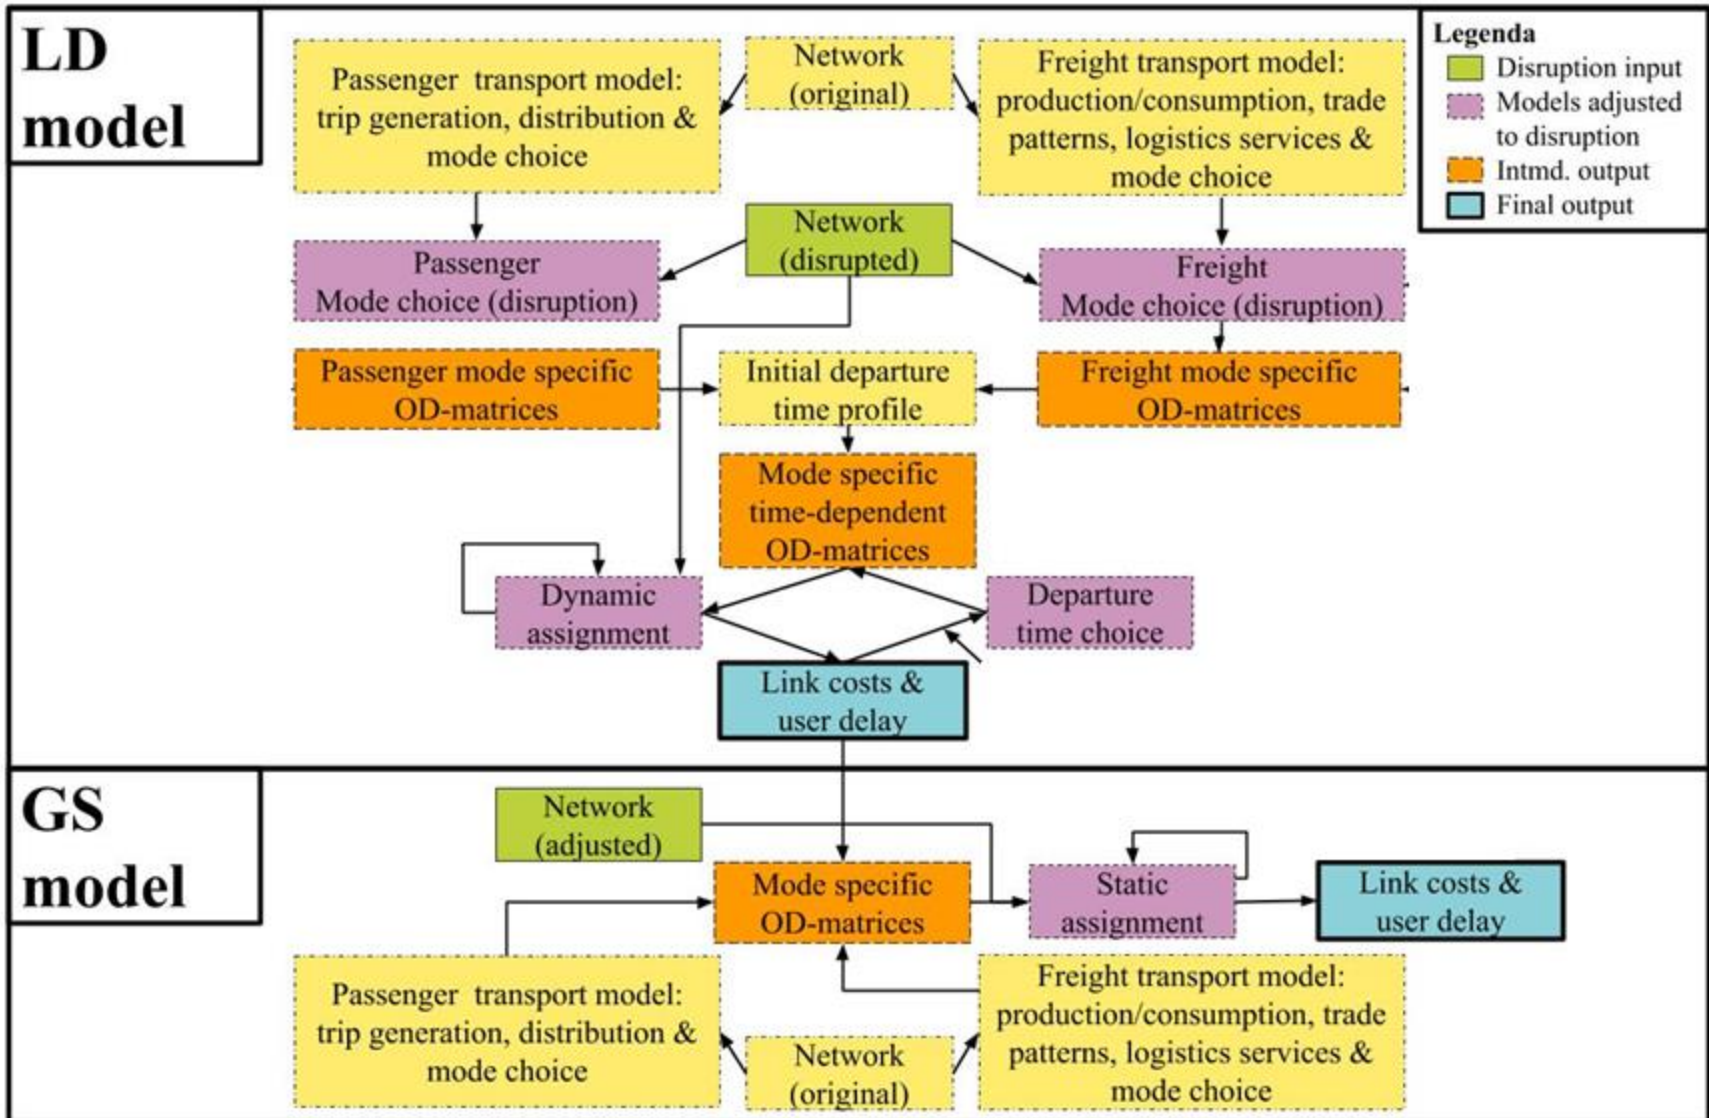 LD
model
Passenger transport model:
trip generation, distribution &
mode choice
Network
(original)
Freight transport model:
production/consumption, trade
patterns, logistics services &
mode choice
Legenda
Disruption input
Models adjusted
to disruption
Intmd. output
Final output
Network
(disrupted)
Passenger
Mode choice (disruption)
Freight
Mode choice (disruption)
Passenger mode specific
OD-matrices
Initial departure
time profile
Freight mode specific
OD-matrices
Mode specific
time-dependent
OD-matrices
Dynamic
assignment
Departure
time choice
Link costs &
user delay
GS
model
Network
(adjusted)
Mode specific
OD-matrices
Static
assignment
Link costs &
user delay
Passenger transport model:
trip generation, distribution &
mode choice
Network
(original)
Freight transport model:
production/consumption, trade
patterns, logistics services &
mode choice